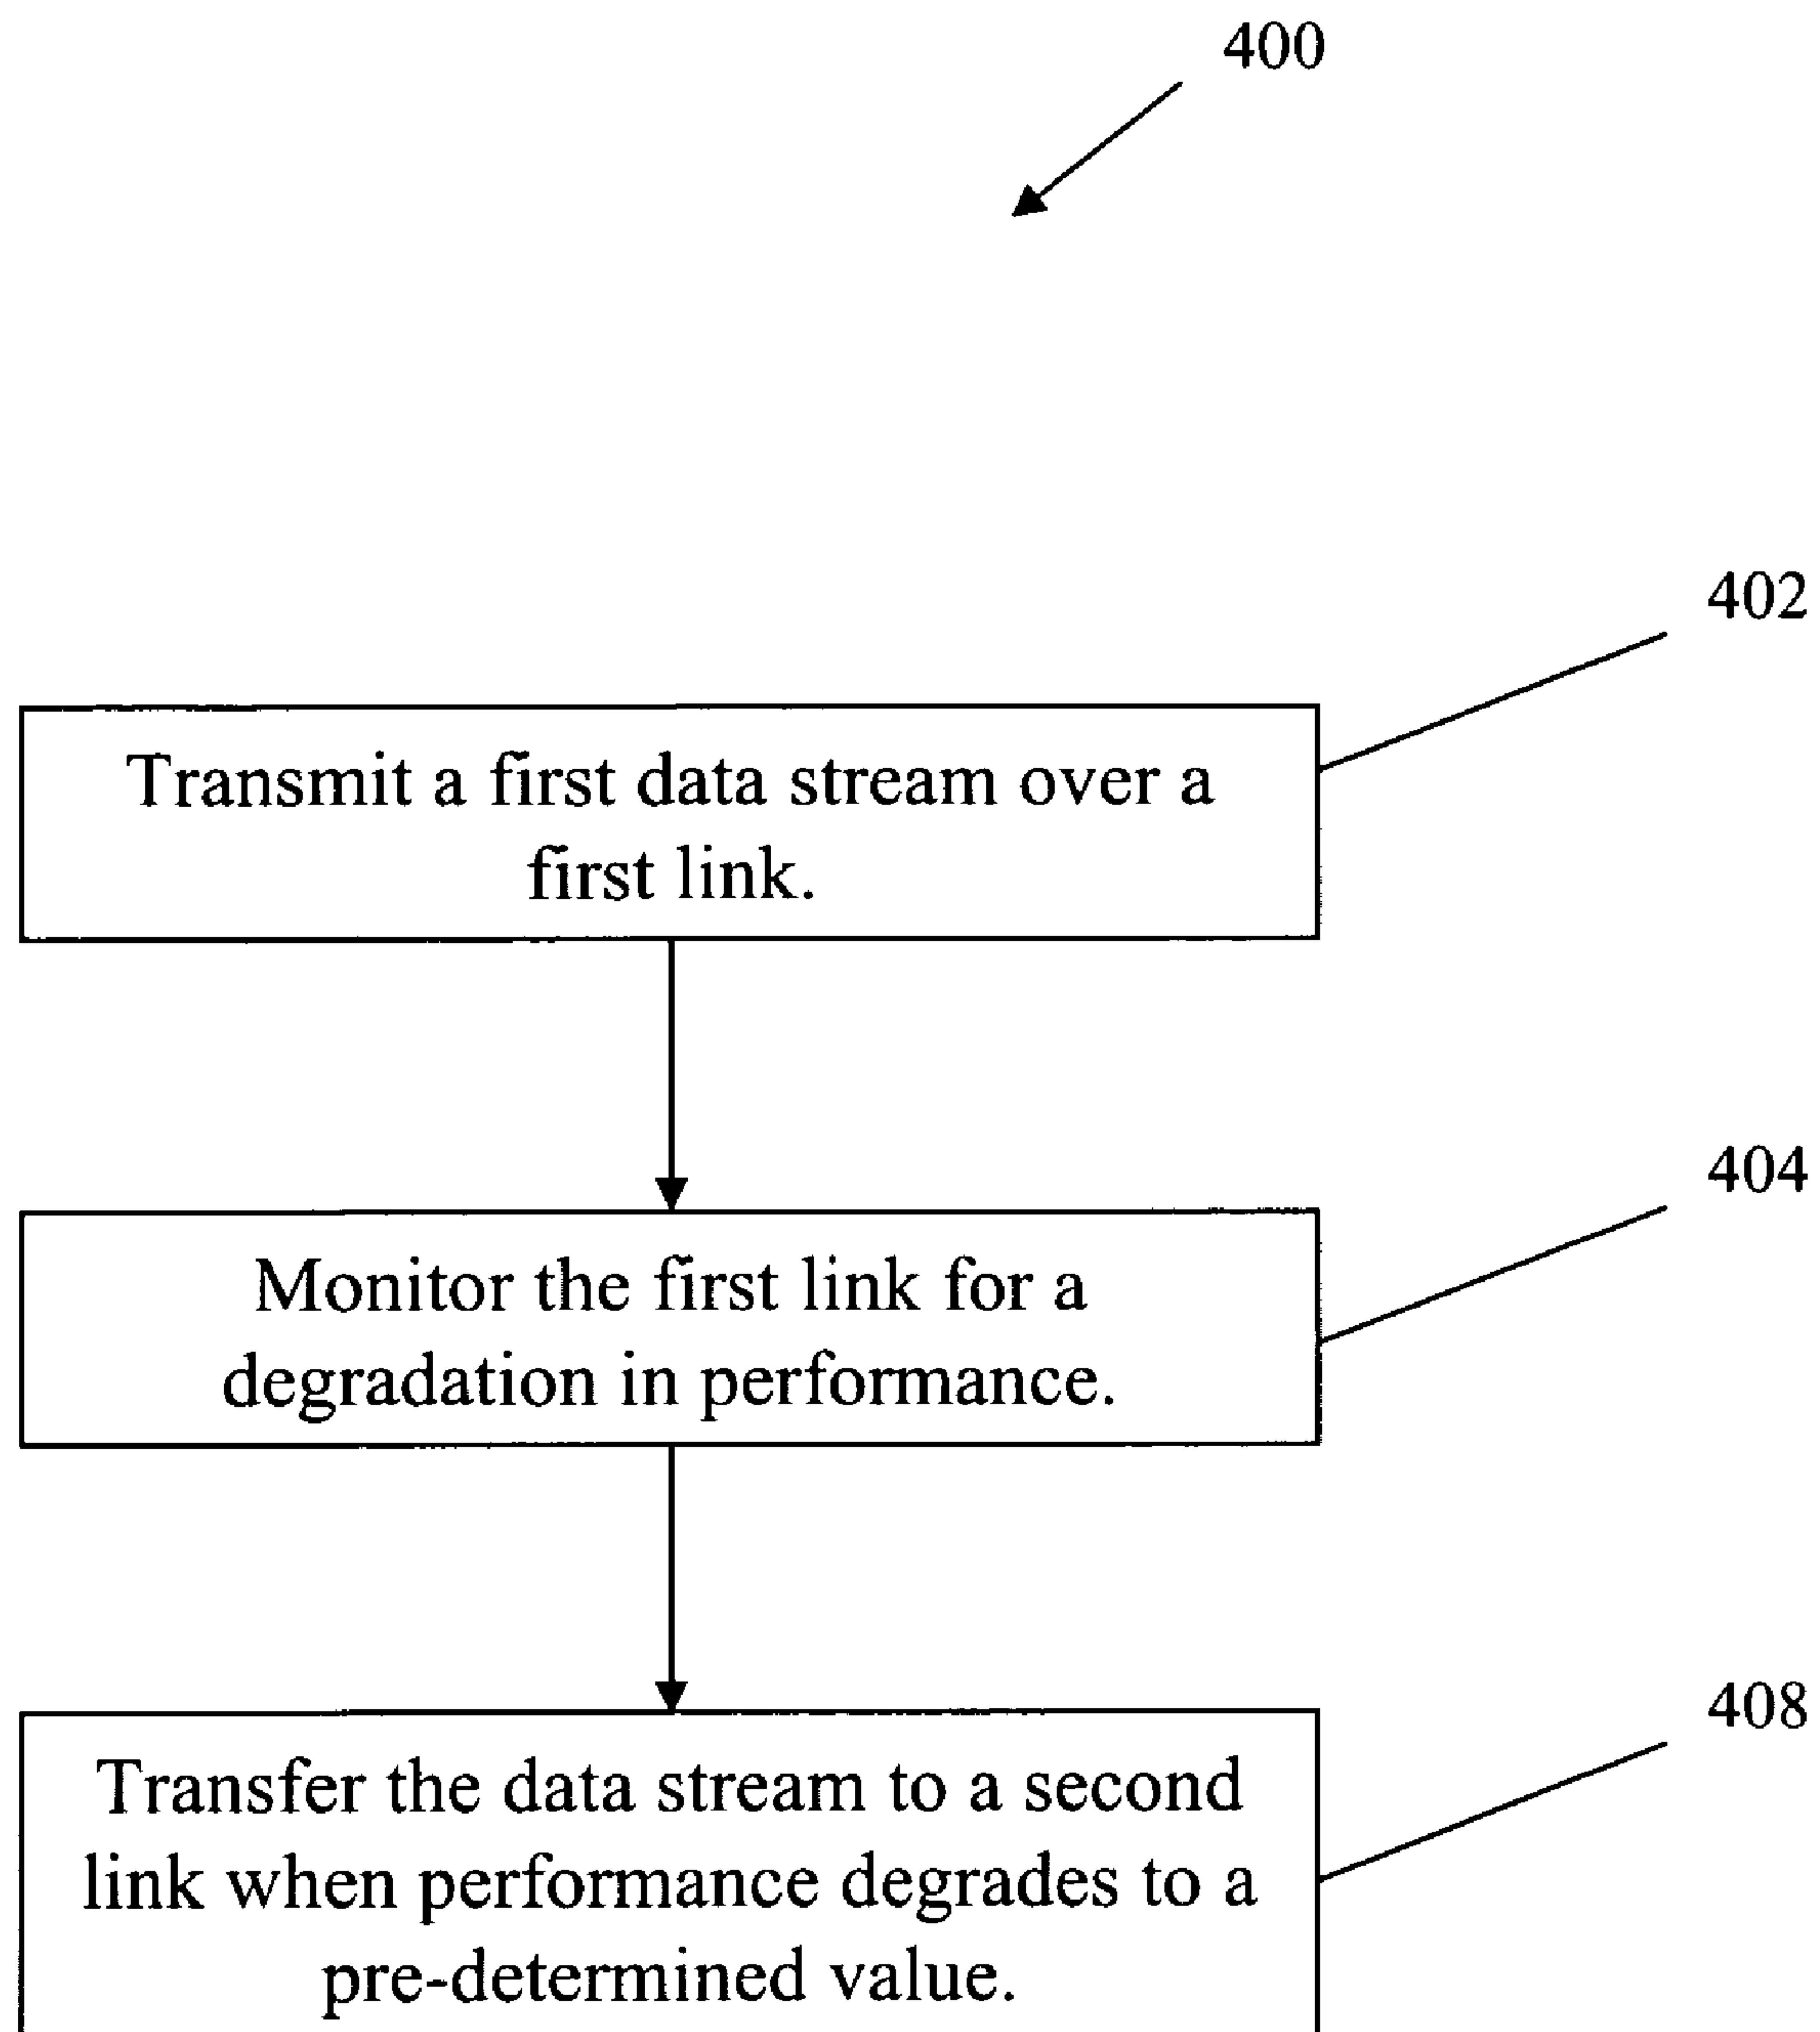 400
402
Transmit a first data stream over a
first link.
404
Monitor the first link for a
degradation in performance.
408
Transfer the data stream to a second
link when performance degrades to a
pre-determined value.